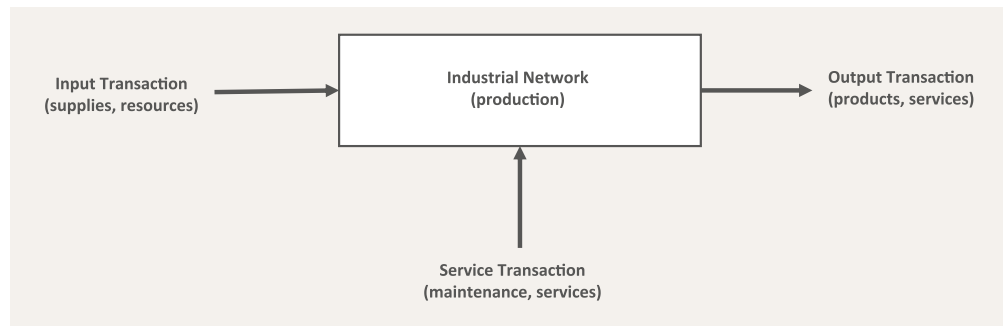 Input Transaction
(supplies, resources)
Industrial Network
(production)
Output Transaction
(products, services)
Service Transaction
(maintenance, services)